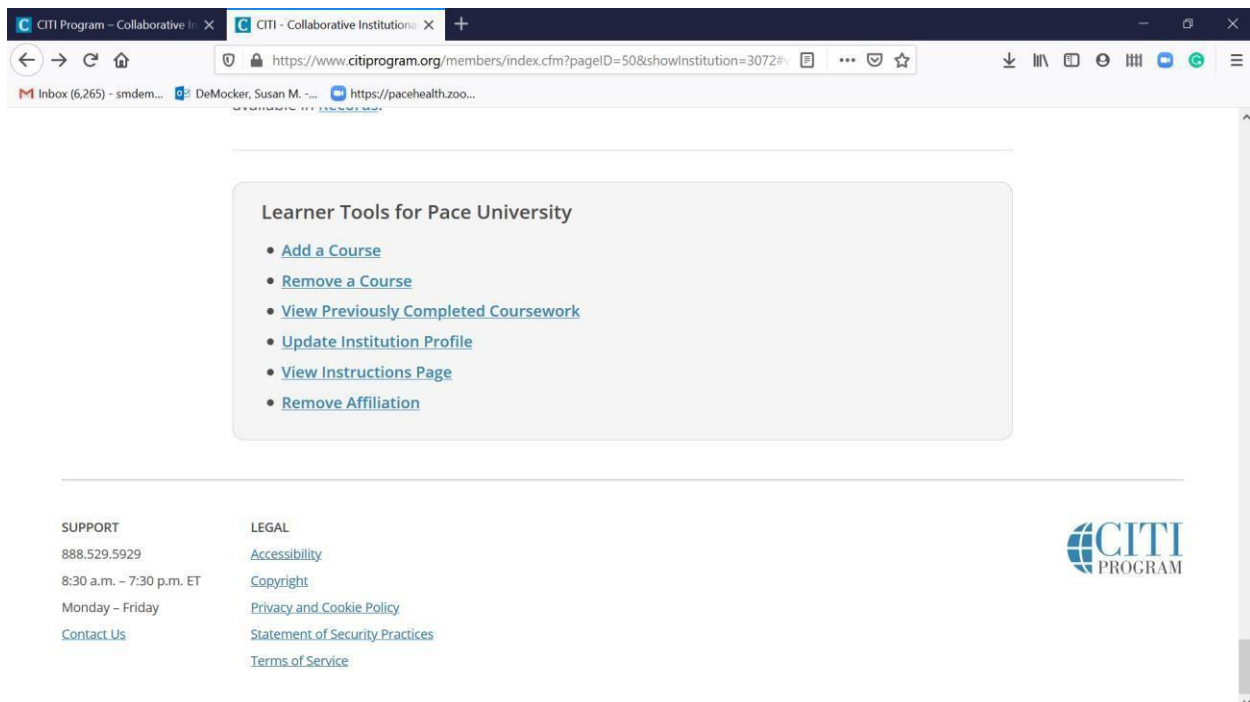 CITI Program – Collaborative In
CITI - Collaborative Institutiona
https://www.citiprogram.org/members/index.cfm?pageID=50&showInstitution=3072#
Inbox (6,265) - smdem...
DeMocker, Susan M. -...
https://pacehealth.zoo...
available in Records.
Learner Tools for Pace University
• Add a Course
• Remove a Course
• View Previously Completed Coursework
• Update Institution Profile
• View Instructions Page
• Remove Affiliation
SUPPORT
888.529.5929
8:30 a.m. – 7:30 p.m. ET
Monday – Friday
Contact Us
LEGAL
Accessibility
Copyright
Privacy and Cookie Policy
Statement of Security Practices
Terms of Service
CITI
PROGRAM